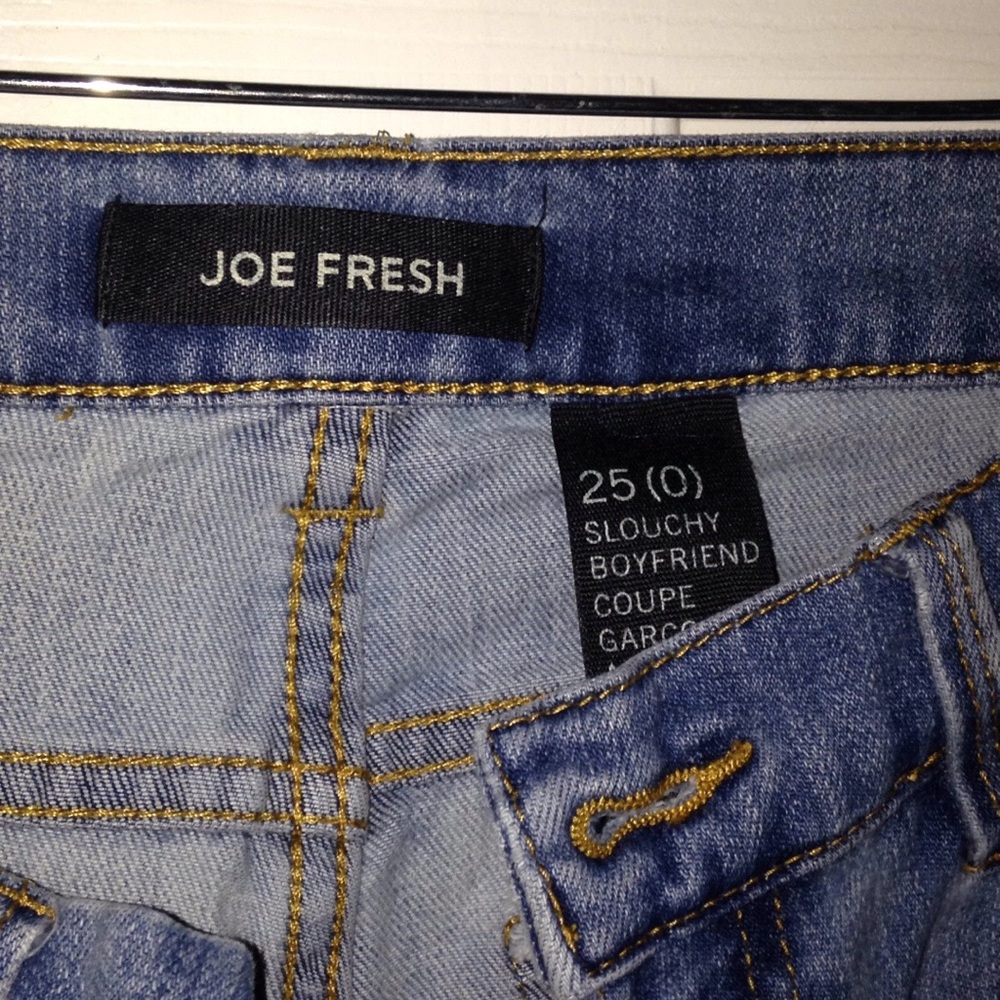 JOE FRESH
25 (0)
SLOUCHY
BOYFRIEND
COUPE